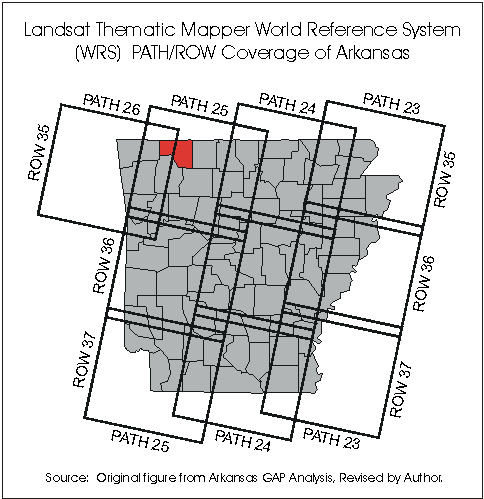 Landsat Thematic Mapper World Reference System
(WRS) PATH/ROW Coverage of Arkansas
PATH 26
PATH 25
PATH 24
PATH 23
ROW 35
ROW 35
ROW 36
ROW 36
ROW 37
ROW 37
PATH 25
PATH 24
PATH 23
Source: Original figure from Arkansas GAP Analysis, Revised by Author.